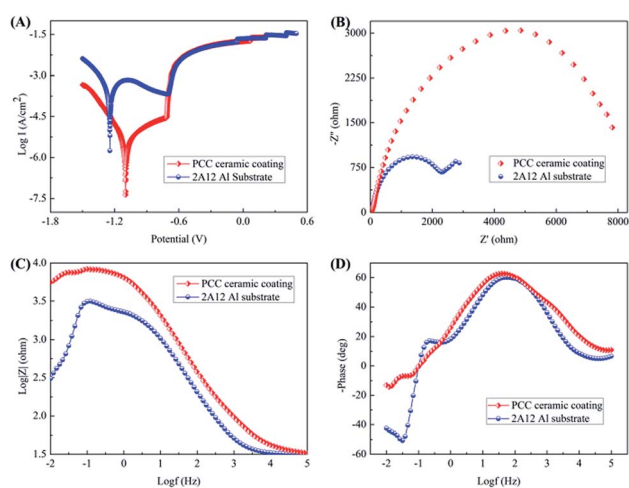 (A)
-1.5
-3.0
-4.5
-6.0
-7.5
Log I (A/cm²)
PCC ceramic coating
2A12 Al Substrate
-1.8 -1.2 -0.6 0.0 0.6
Potential (V)
(B)
3000
2250
1500
750
0
-Z'' (ohm)
PCC ceramic coating
2A12 Al substrate
0 2000 4000 6000 8000
Z' (ohm)
(C)
4.0
3.5
3.0
2.5
2.0
1.5
Log|Z| (ohm)
PCC ceramic coating
2A12 Al substrate
-2 -1 0 1 2 3 4 5
Logf (Hz)
(D)
60
40
20
0
-20
-40
-60
-Phase (deg)
PCC ceramic coating
2A12 Al substrate
-2 -1 0 1 2 3 4 5
Logf (Hz)